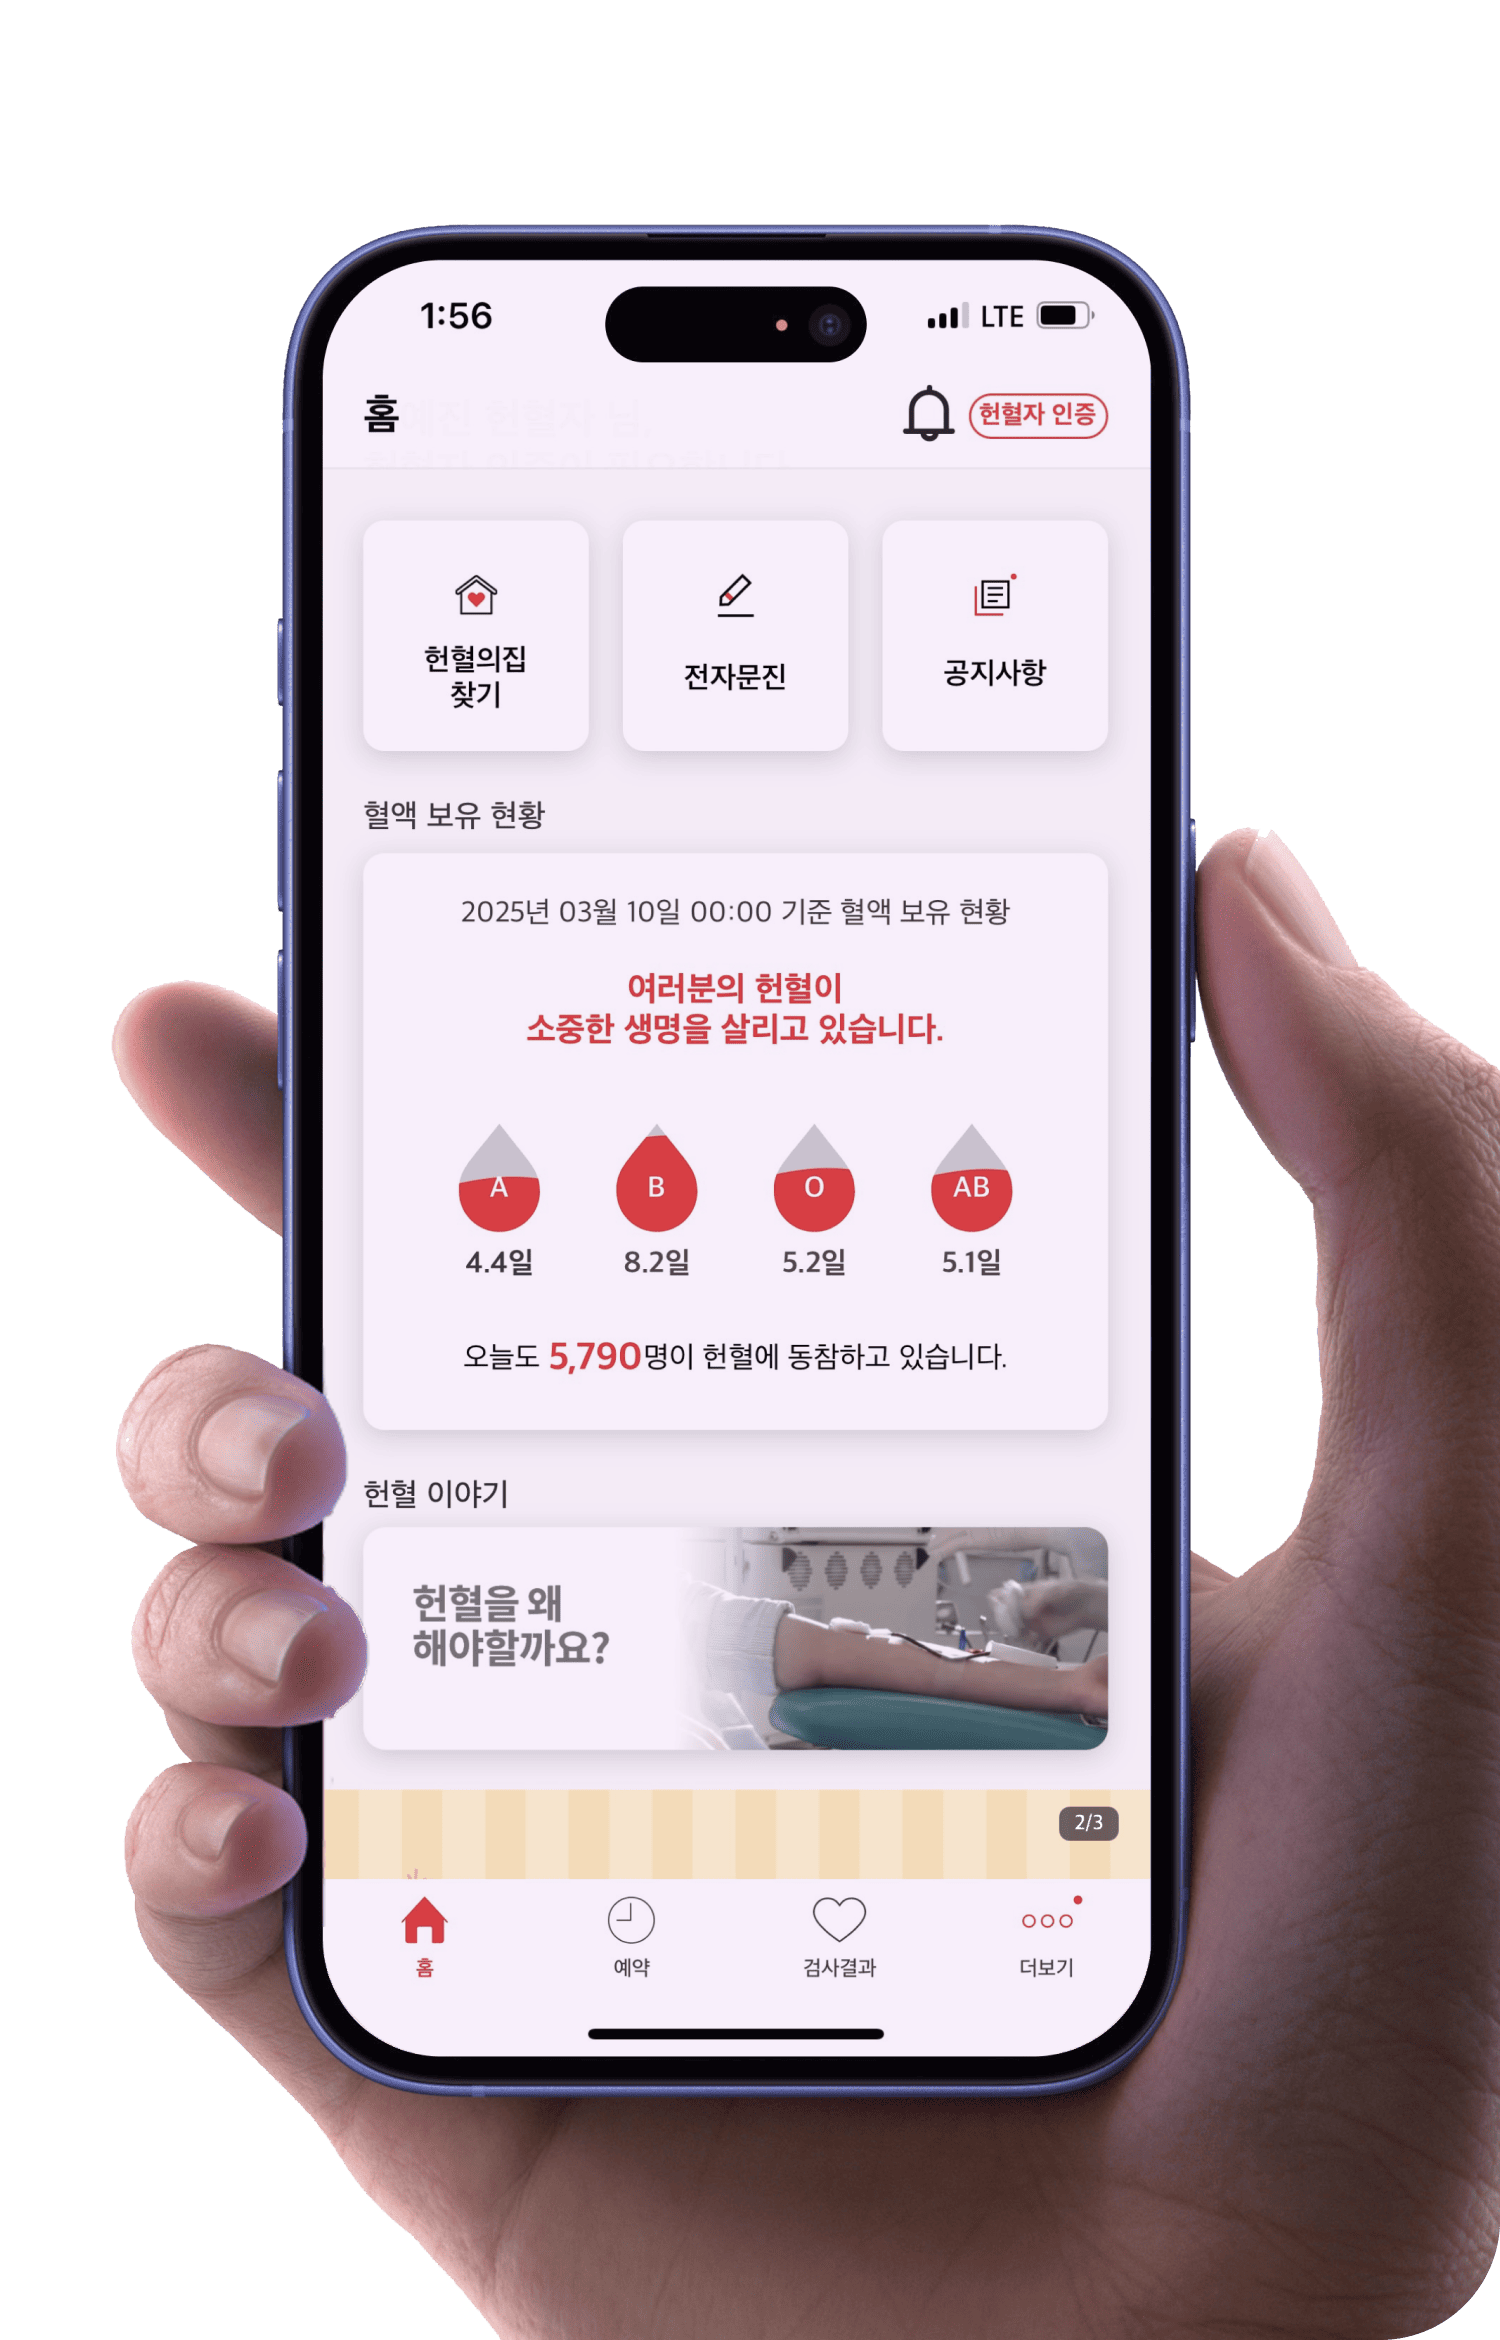 1:56
LTE
홈
헌혈자 인증
헌혈의집
찾기
전자문진
공지사항
혈액 보유 현황
2025년 03월 10일 00:00 기준 혈액 보유 현황
여러분의 헌혈이
소중한 생명을 살리고 있습니다.
A
B
O
AB
4.4일
8.2일
5.2일
5.1일
오늘도 5,790명이 헌혈에 동참하고 있습니다.
헌혈 이야기
헌혈을 왜
해야할까요?
2/3
홈
예약
검사결과
더보기